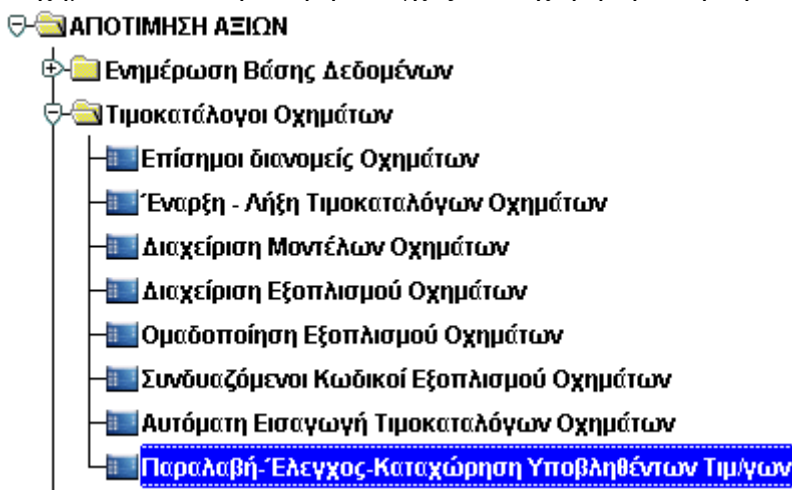 ΑΠΟΤΙΜΗΣΗ ΑΞΙΩΝ
Ενημέρωση Βάσης Δεδομένων
Τιμοκατάλογοι Οχημάτων
Επίσημοι διανομείς Οχημάτων
Έναρξη - Λήξη Τιμοκαταλόγων Οχημάτων
Διαχείριση Μοντέλων Οχημάτων
Διαχείριση Εξοπλισμού Οχημάτων
Ομαδοποίηση Εξοπλισμού Οχημάτων
Συνδυαζόμενοι Κωδικοί Εξοπλισμού Οχημάτων
Αυτόματη Εισαγωγή Τιμοκαταλόγων Οχημάτων
Παραλαβή-Έλεγχος-Καταχώρηση Υποβληθέντων Τιμ/γων